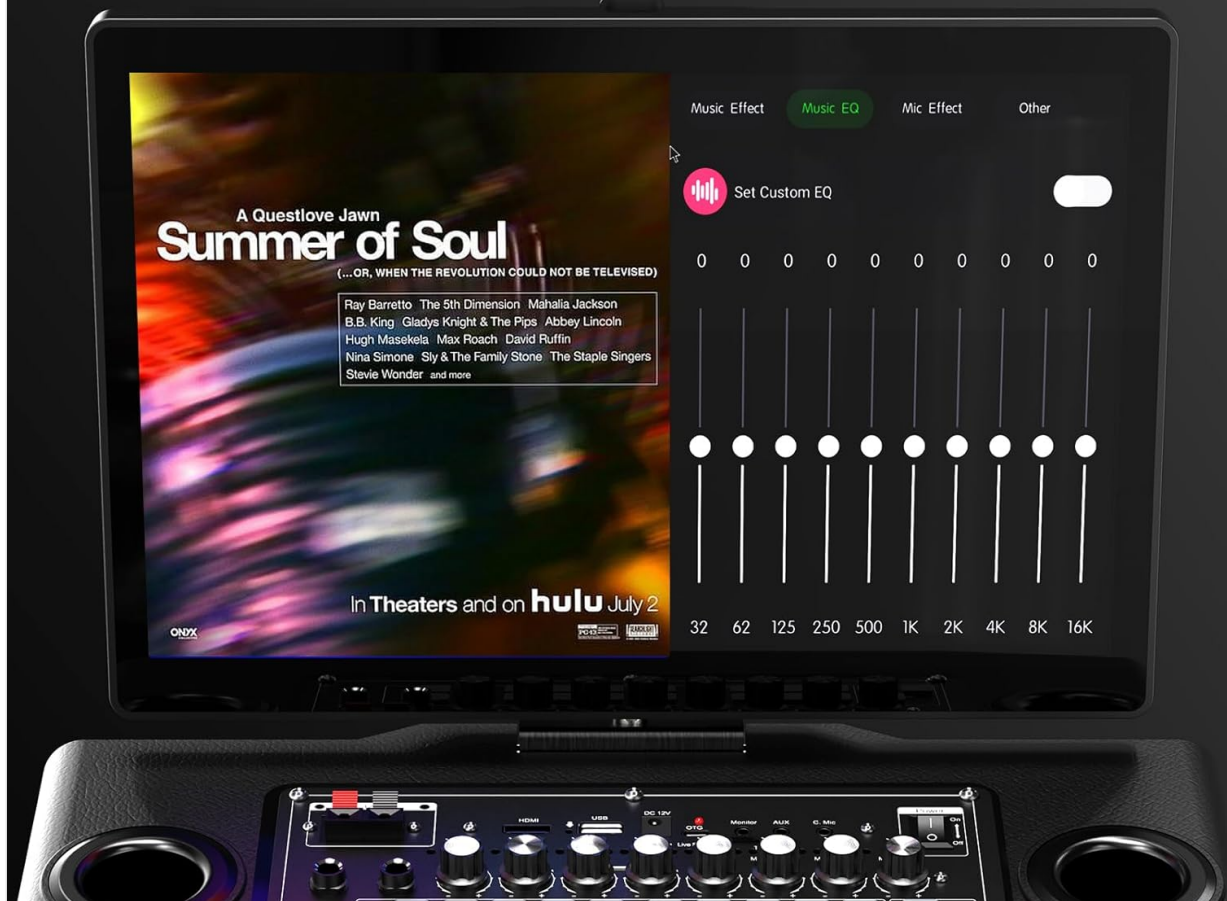 A Questlove Jawn
Summer of Soul
(...OR, WHEN THE REVOLUTION COULD NOT BE TELEVISED)
Ray Barretto The 5th Dimension Mahalia Jackson
B.B. King Gladys Knight & The Pips Abbey Lincoln
Hugh Masekela Max Roach David Ruffin
Nina Simone Sly & The Family Stone The Staple Singers
Stevie Wonder and more
In Theaters and on hulu July 2
ONYX
PG-13
Music Effect Music EQ Mic Effect Other
Set Custom EQ
0 0 0 0 0 0 0 0 0 0
32 62 125 250 500 1K 2K 4K 8K 16K
HDMI USB DC 12V OTG Monitor AUX C. Mic
Power
On
Off
Live